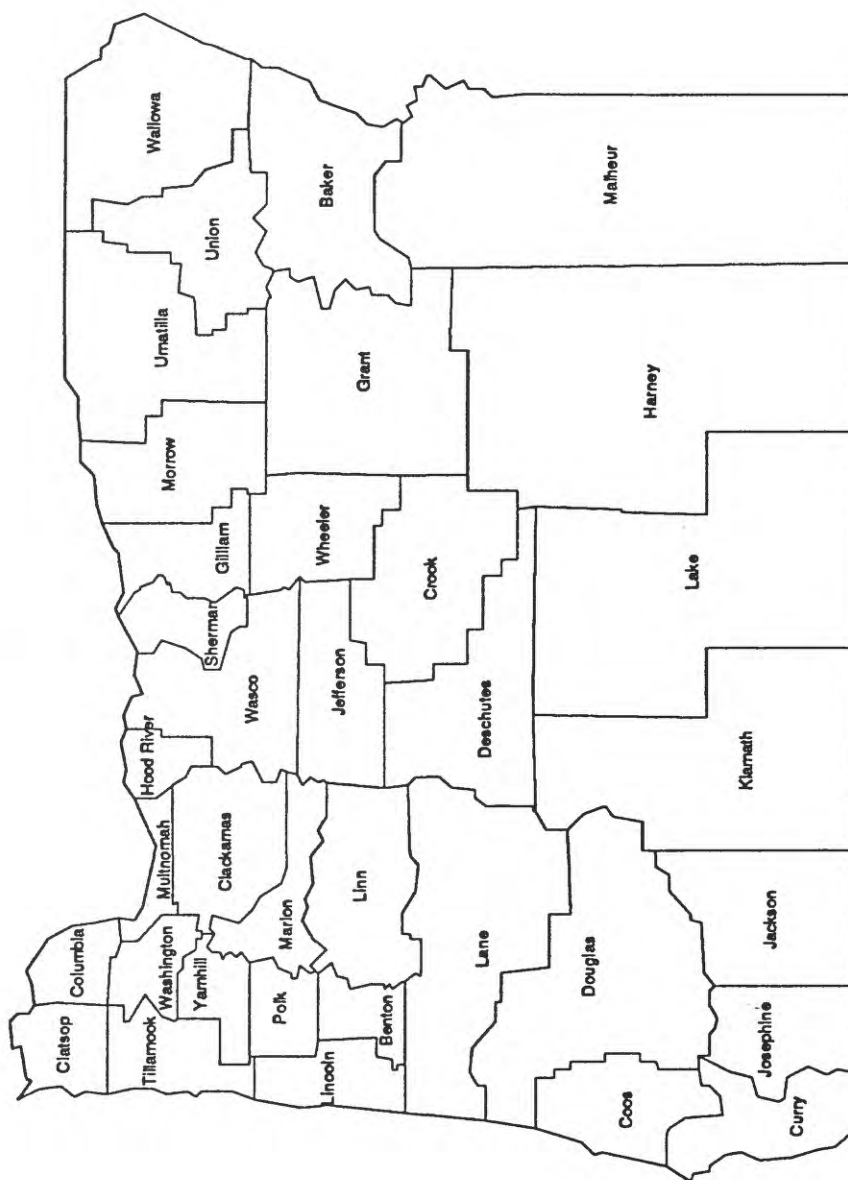 Clatsop
Columbia
Tillamook
Washington
Multnomah
Hood River
Morrow
Umatilla
Wallowa
Yamhill
Clackamas
Wasco
Sherman
Gilliam
Union
Polk
Marion
Lincoln
Benton
Linn
Jefferson
Wheeler
Grant
Baker
Lane
Deschutes
Crook
Douglas
Coos
Klamath
Lake
Harney
Malheur
Curry
Josephine
Jackson